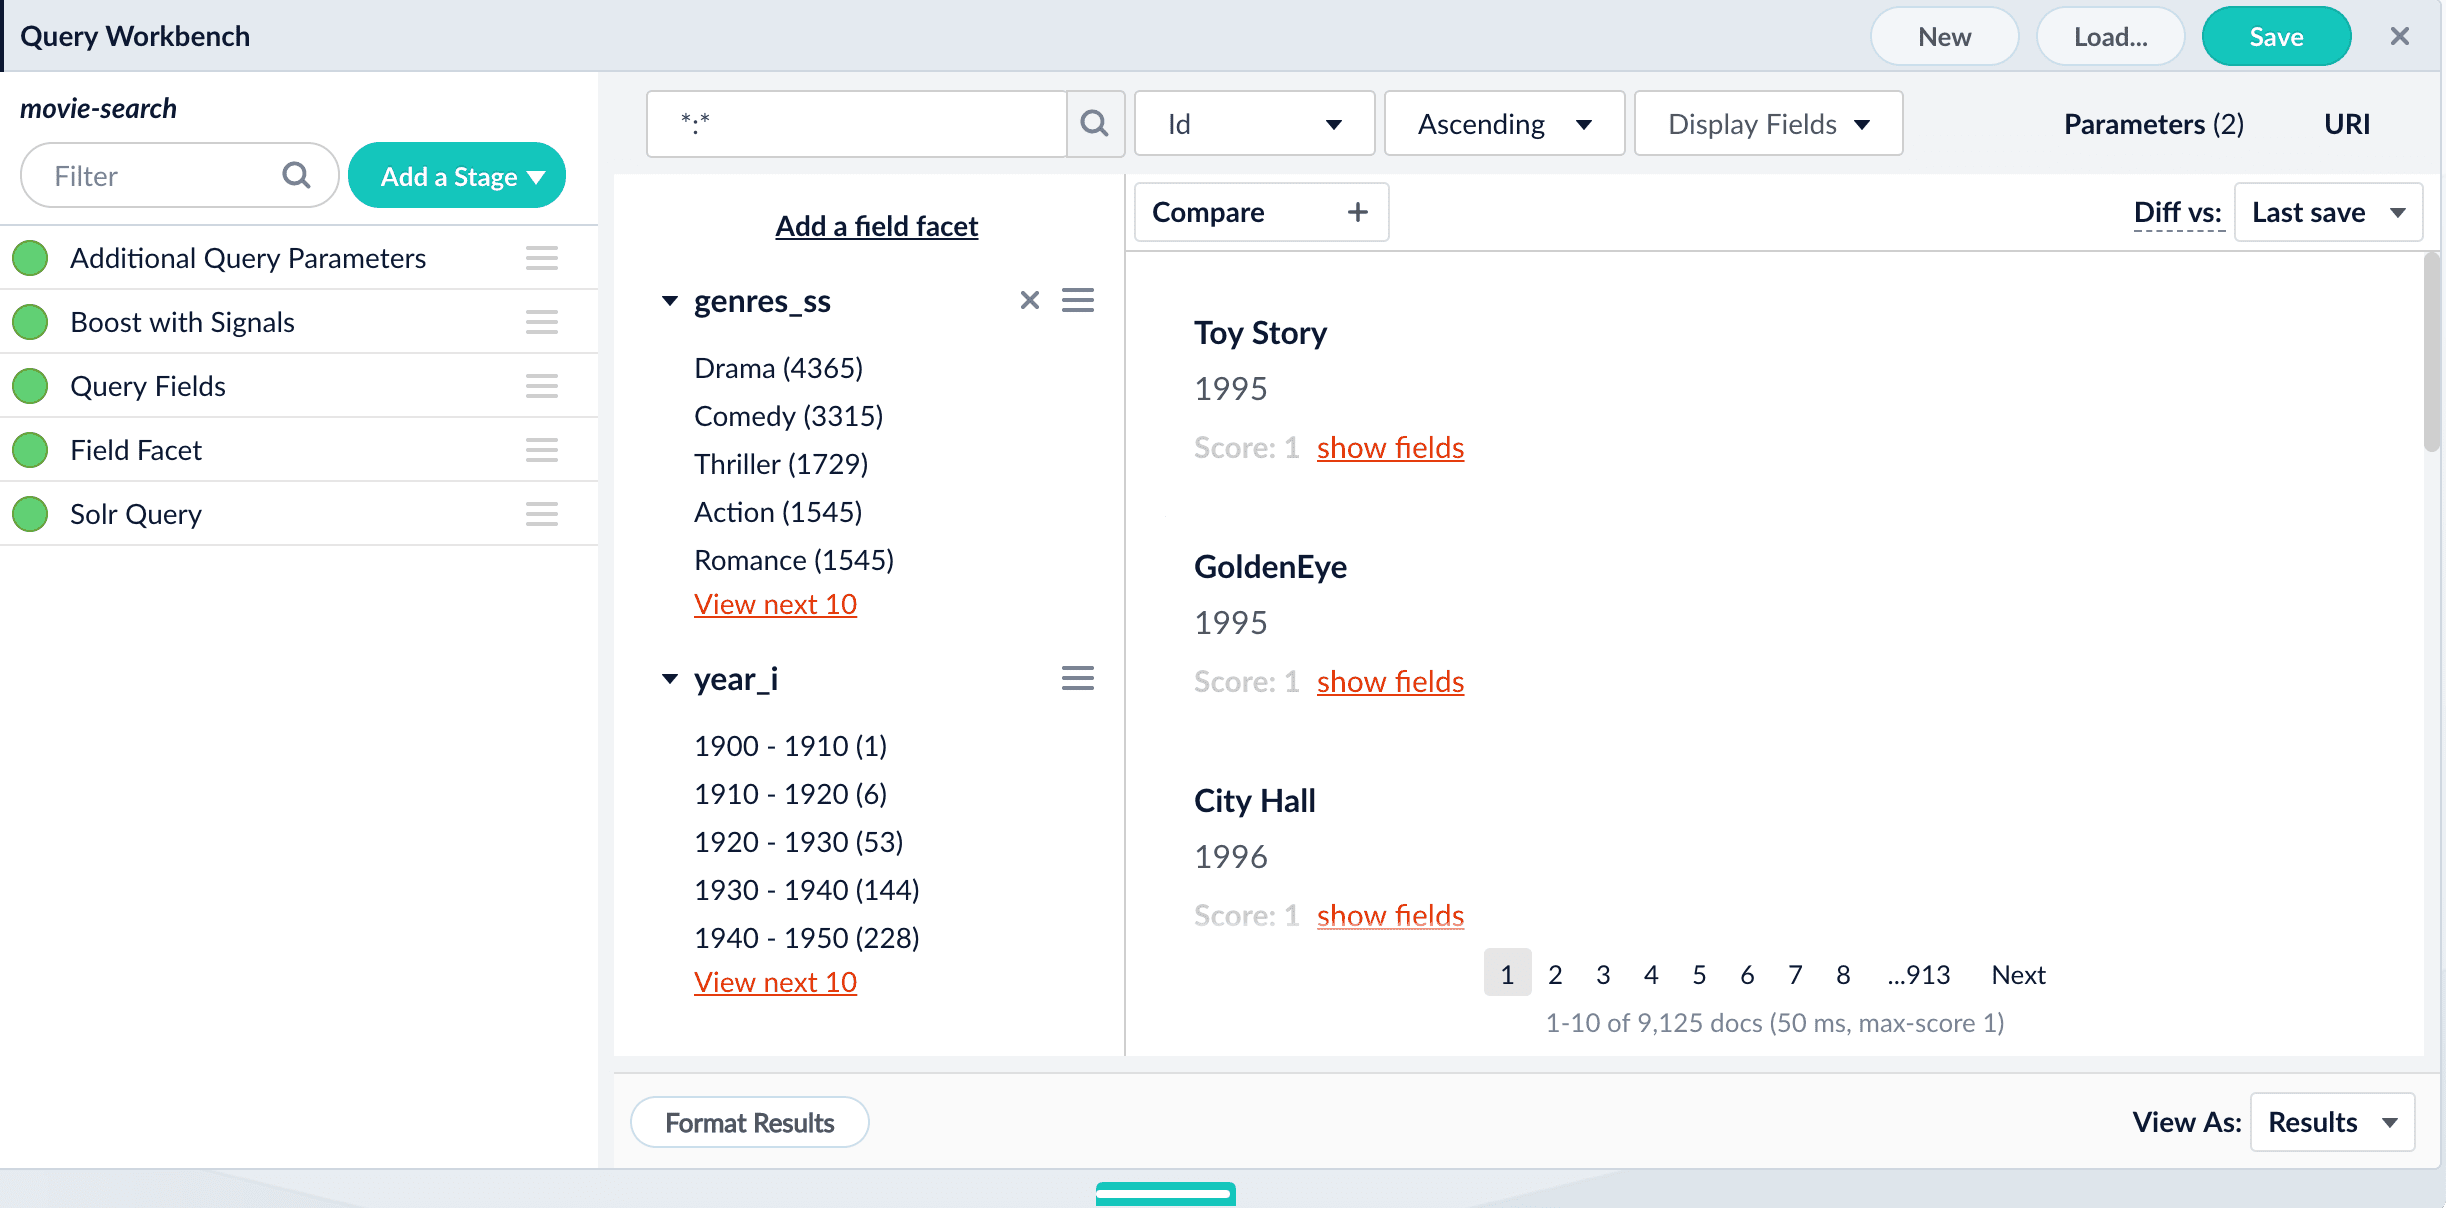 Query Workbench
New
Load...
Save
movie-search
Filter
Add a Stage
Additional Query Parameters
Boost with Signals
Query Fields
Field Facet
Solr Query
*:*
Id
Ascending
Display Fields
Parameters (2)
URI
Add a field facet
genres_ss
Drama (4365)
Comedy (3315)
Thriller (1729)
Action (1545)
Romance (1545)
View next 10
year_i
1900 - 1910 (1)
1910 - 1920 (6)
1920 - 1930 (53)
1930 - 1940 (144)
1940 - 1950 (228)
View next 10
Compare +
Diff vs: Last save
Toy Story
1995
Score: 1 show fields
GoldenEye
1995
Score: 1 show fields
City Hall
1996
Score: 1 show fields
1 2 3 4 5 6 7 8 ...913 Next
1-10 of 9,125 docs (50 ms, max-score 1)
Format Results
View As: Results